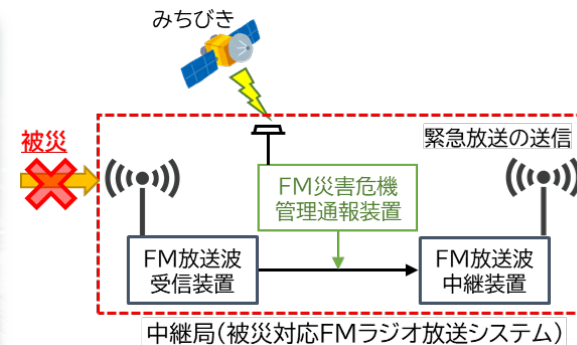 みちびき
被災
緊急放送の送信
FM災害危機
管理通報装置
FM放送波
受信装置
FM放送波
中継装置
中継局(被災対応FMラジオ放送システム)